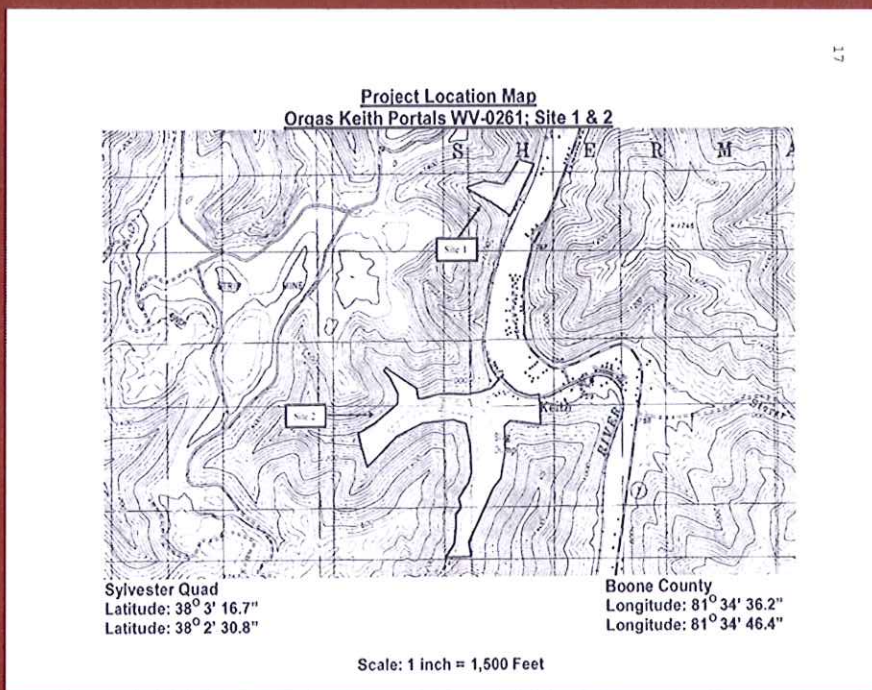 17
Project Location Map
Orgas Keith Portals WV-0261; Site 1 & 2
S H E R M A
Site 1
STRIP MINE
Site 2
Keith
RIVER
Sylvester Quad
Latitude: 38° 3' 16.7"
Latitude: 38° 2' 30.8"
Boone County
Longitude: 81° 34' 36.2"
Longitude: 81° 34' 46.4"
Scale: 1 inch = 1,500 Feet